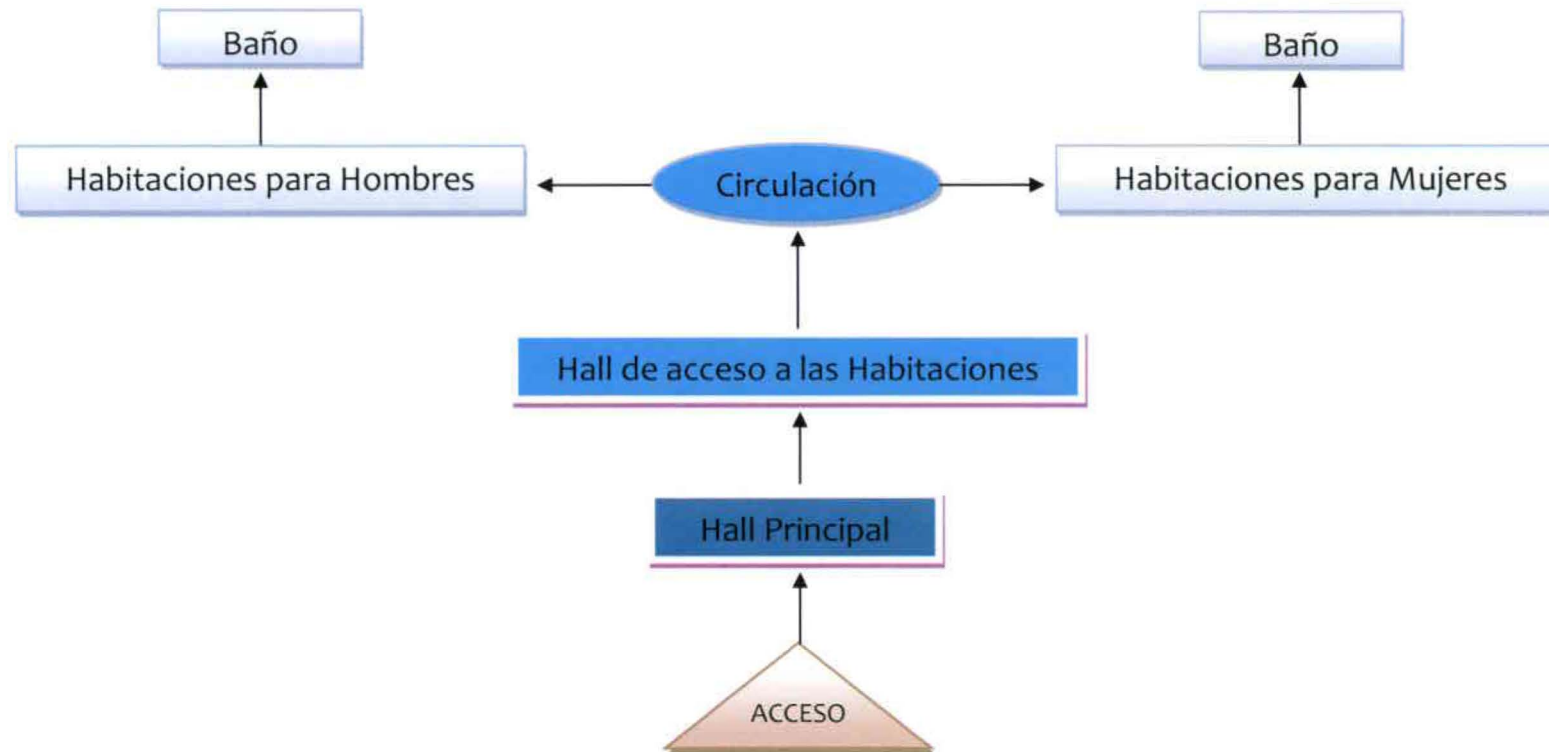 Baño
Baño
Habitaciones para Hombres
Circulación
Habitaciones para Mujeres
Hall de acceso a las Habitaciones
Hall Principal
ACCESO